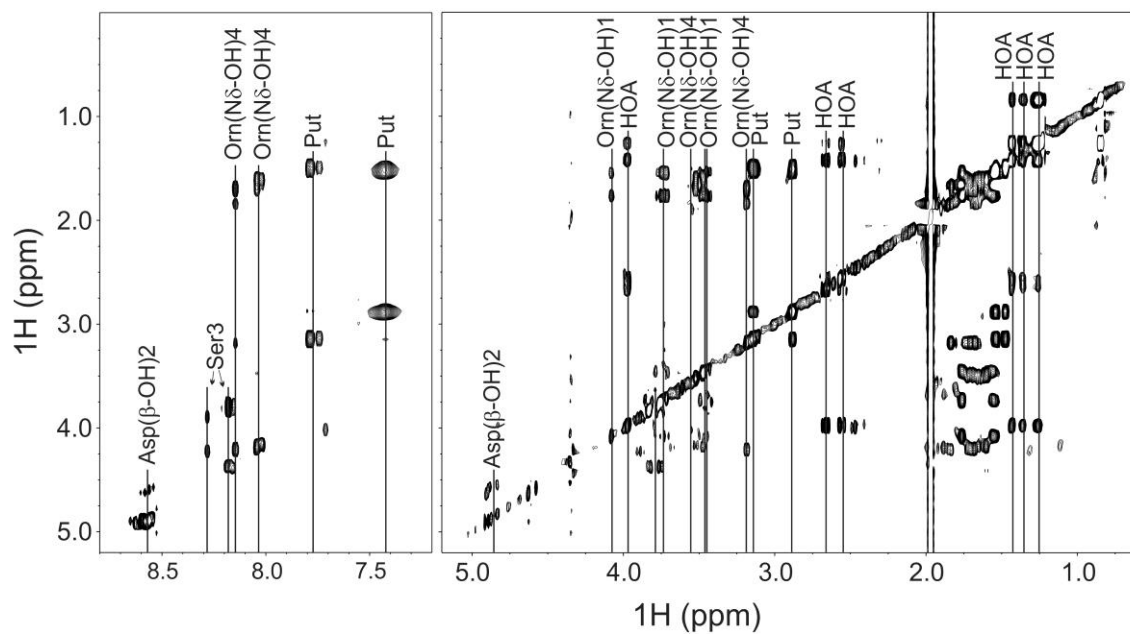 Orn(Nδ-OH)4
Orn(Nδ-OH)4
Put
Put
Asp(β-OH)2
Ser3
Orn(Nδ-OH)1
HOA
Orn(Nδ-OH)1
Orn(Nδ-OH)4
Orn(Nδ-OH)1
Orn(Nδ-OH)4
Put
Put
HOA
HOA
HOA
HOA
HOA
Asp(β-OH)2
1H (ppm)
1.0
2.0
3.0
4.0
5.0
8.5 8.0 7.5
5.0 4.0 3.0 2.0 1.0
1H (ppm)